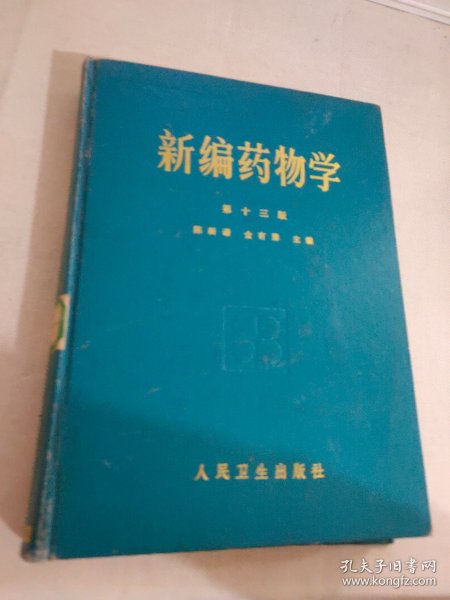 新编药物学
第十三版
陈新谦 金有豫 主编
人民卫生出版社
孔夫子旧书网
www.kongfz.com